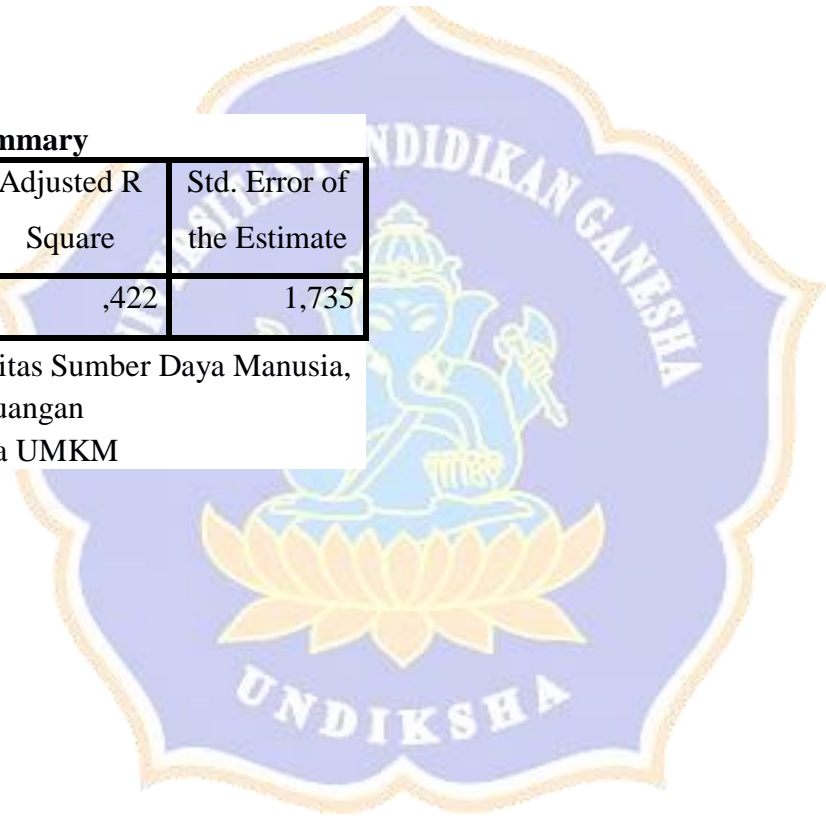 mmary
Adjusted R Square
Std. Error of the Estimate
,422
1,735
itas Sumber Daya Manusia,
uangan
a UMKM
NDIDIKAN GANESHA
UNDIKSHA